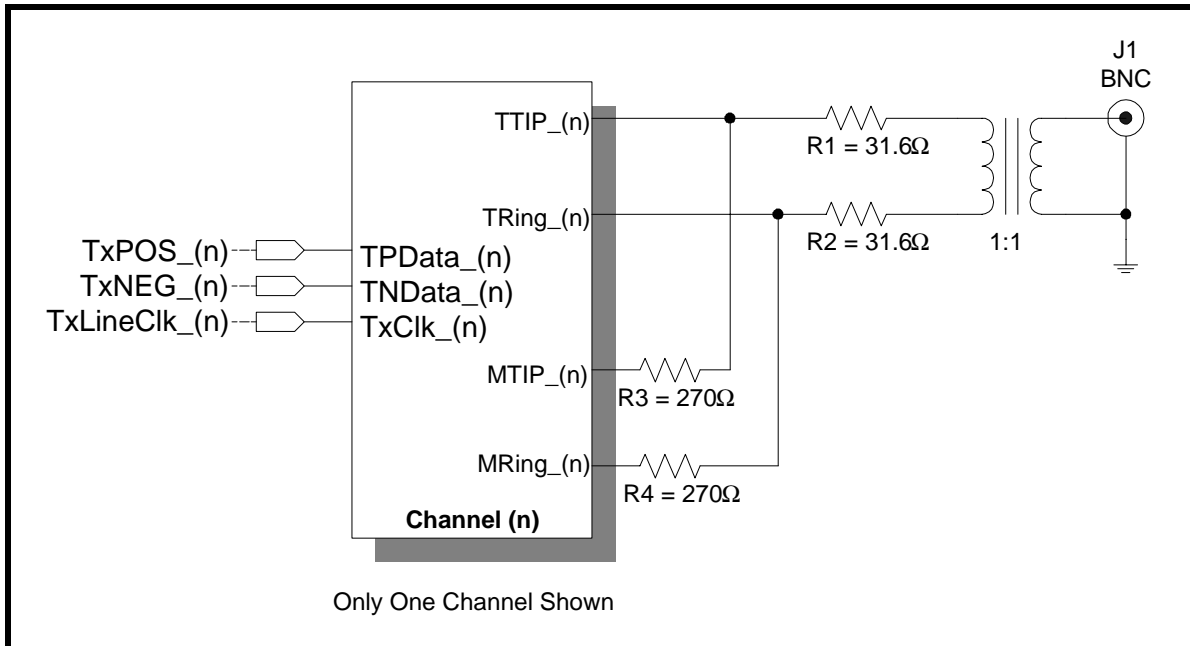 J1
BNC
TTIP_(n)
R1 = 31.6Ω
TRing_(n)
R2 = 31.6Ω
1:1
TxPOS_(n)
TPData_(n)
TxNEG_(n)
TNData_(n)
TxLineClk_(n)
TxClk_(n)
MTIP_(n)
R3 = 270Ω
MRing_(n)
R4 = 270Ω
Channel (n)
Only One Channel Shown